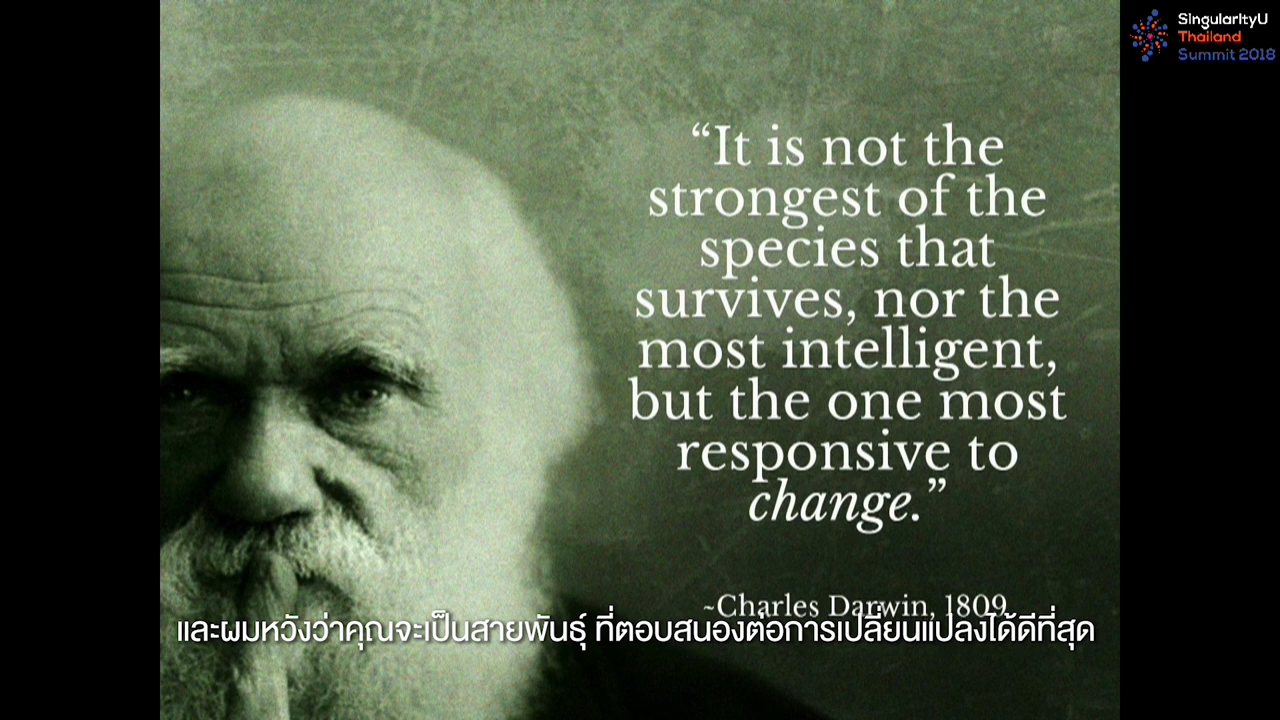 SingularityU
Thailand
Summit 2018
“It is not the
strongest of the
species that
survives, nor the
most intelligent,
but the one most
responsive to
change.”
~Charles Darwin, 1809
และผมหวังว่าคุณจะเป็นสายพันธุ์ ที่ตอบสนองต่อการเปลี่ยนแปลงได้ดีที่สุด